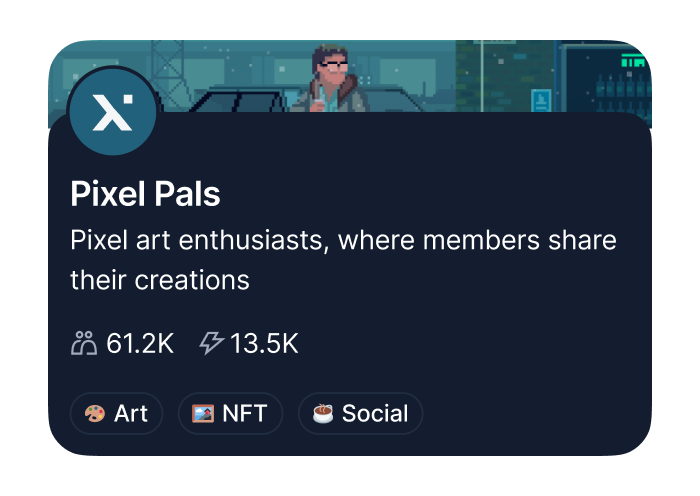 Pixel Pals
Pixel art enthusiasts, where members share
their creations
61.2K 13.5K
Art NFT Social